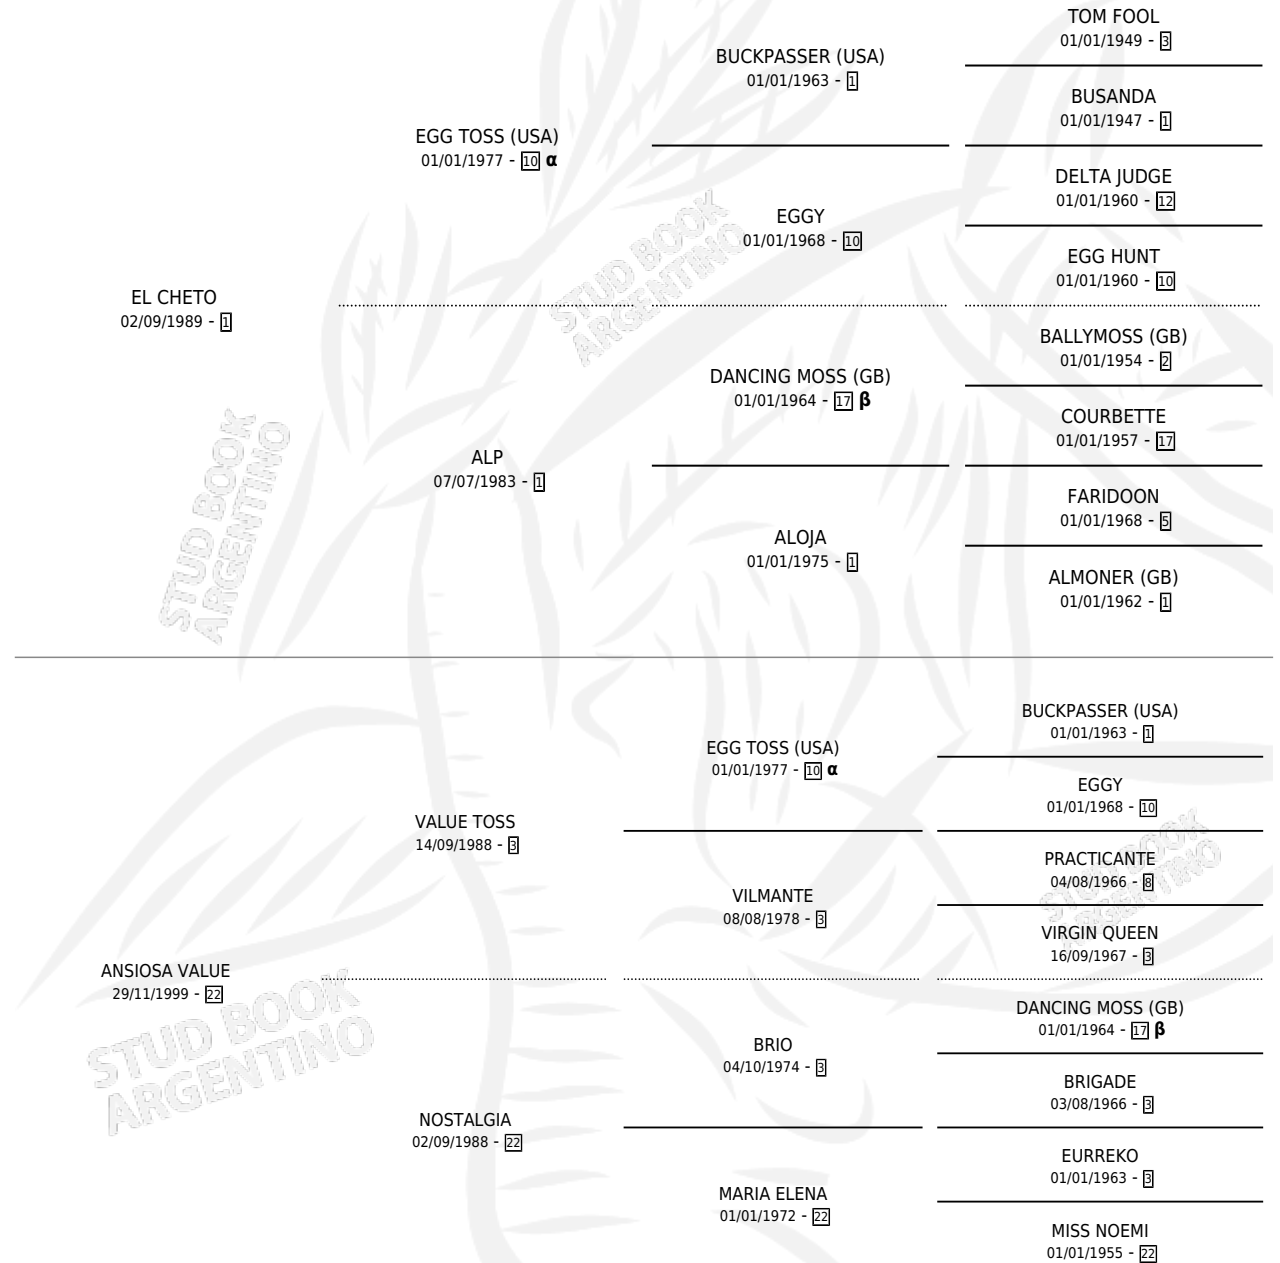 TOM FOOL
01/01/1949 - 3
BUCKPASSER (USA)
01/01/1963 - 1
BUSANDA
01/01/1947 - 1
EGG TOSS (USA)
01/01/1977 - 10 α
DELTA JUDGE
01/01/1960 - 12
EGGY
01/01/1968 - 10
EGG HUNT
01/01/1960 - 10
EL CHETO
02/09/1989 - 1
BALLYMOSS (GB)
01/01/1954 - 2
DANCING MOSS (GB)
01/01/1964 - 17 β
COURBETTE
01/01/1957 - 17
ALP
07/07/1983 - 1
FARIDOON
01/01/1968 - 5
ALOJA
01/01/1975 - 1
ALMONER (GB)
01/01/1962 - 1
BUCKPASSER (USA)
01/01/1963 - 1
EGG TOSS (USA)
01/01/1977 - 10 α
EGGY
01/01/1968 - 10
VALUE TOSS
14/09/1988 - 3
PRACTICANTE
04/08/1966 - 8
VILMANTE
08/08/1978 - 3
VIRGIN QUEEN
16/09/1967 - 3
ANSIOSA VALUE
29/11/1999 - 22
DANCING MOSS (GB)
01/01/1964 - 17 β
BRIO
04/10/1974 - 3
BRIGADE
03/08/1966 - 3
NOSTALGIA
02/09/1988 - 22
EURREKO
01/01/1963 - 3
MARIA ELENA
01/01/1972 - 22
MISS NOEMI
01/01/1955 - 22
STUD BOOK
ARGENTINO
STUD BOOK
ARGENTINO
STUD BOOK
ARGENTINO
STUD BOOK
ARGENTINO